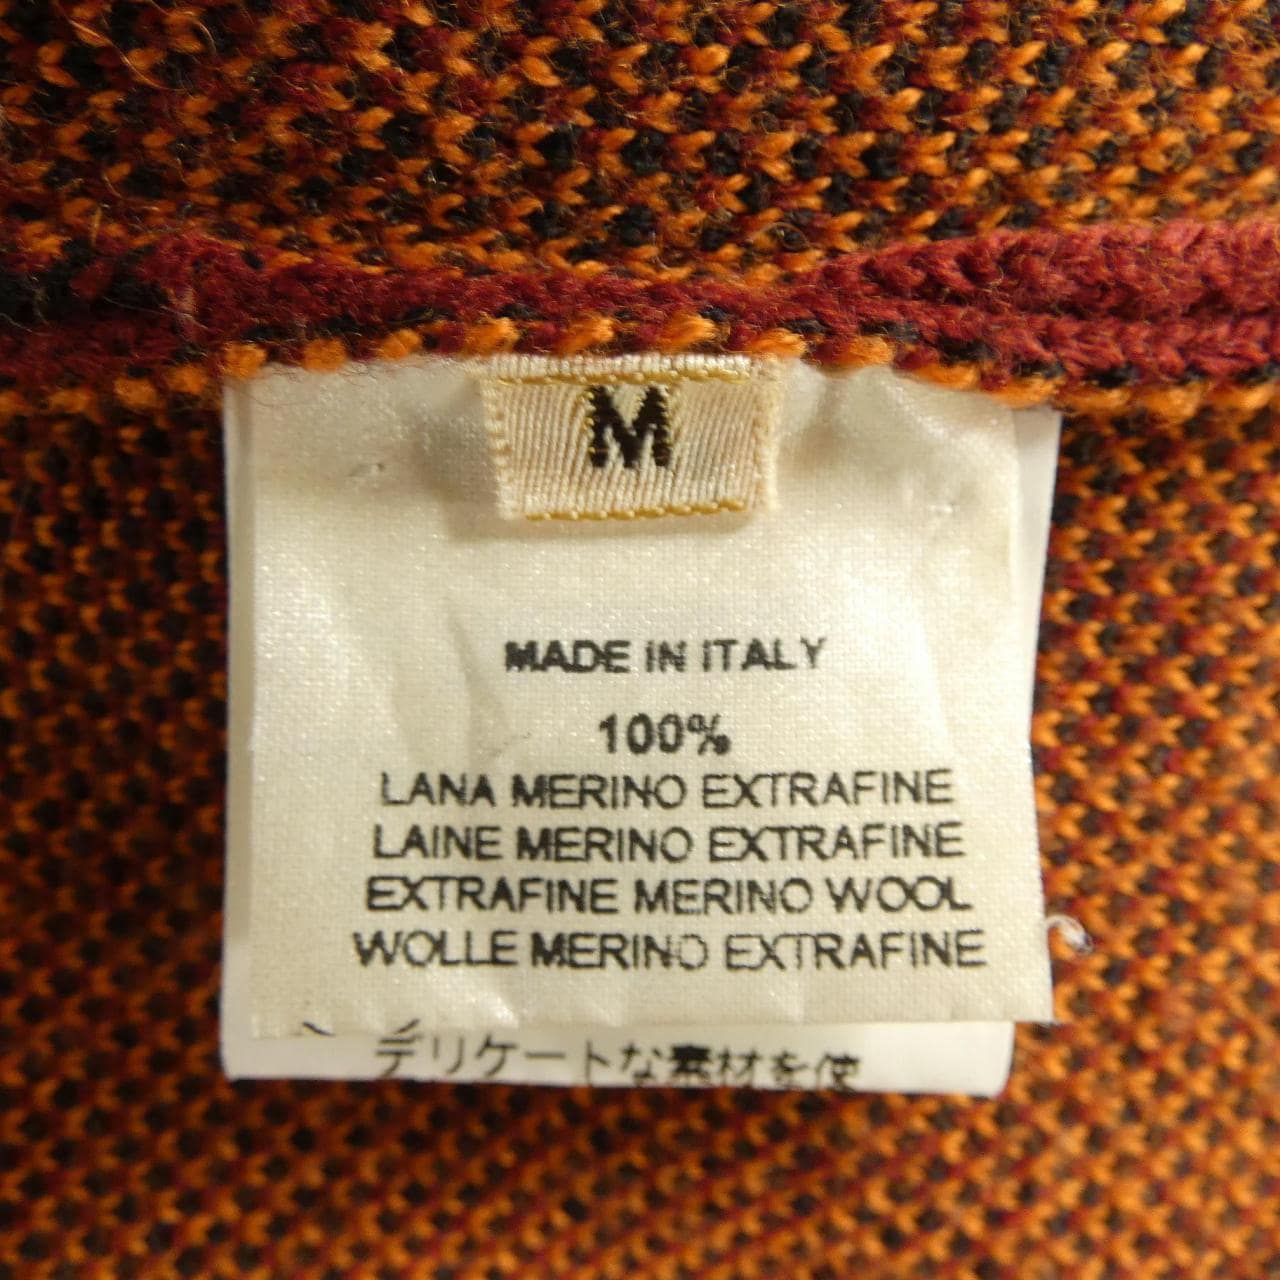 M
MADE IN ITALY
100%
LANA MERINO EXTRAFINE
LAINE MERINO EXTRAFINE
EXTRAFINE MERINO WOOL
WOLLE MERINO EXTRAFINE
デリケートな素材を使